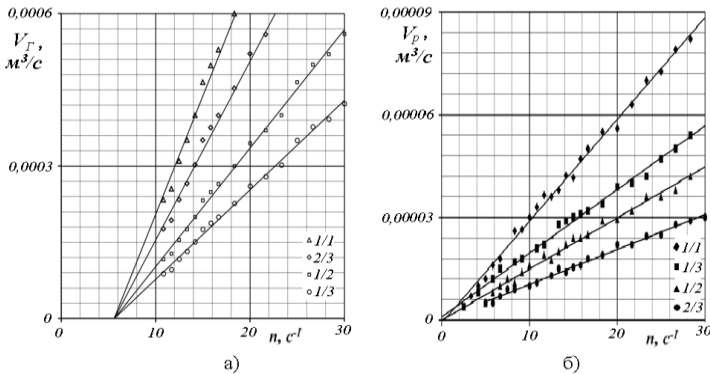 0,0006
V_Г ,
м³/с
0,0003
0
△ 1/1
◇ 2/3
□ 1/2
○ 1/3
0
10
20
n, с⁻¹
30
а)
0,00009
V_р ,
м³/с
0,00006
0,00003
0
◆ 1/1
■ 1/3
▲ 1/2
● 2/3
0
10
20
n, с⁻¹
30
б)